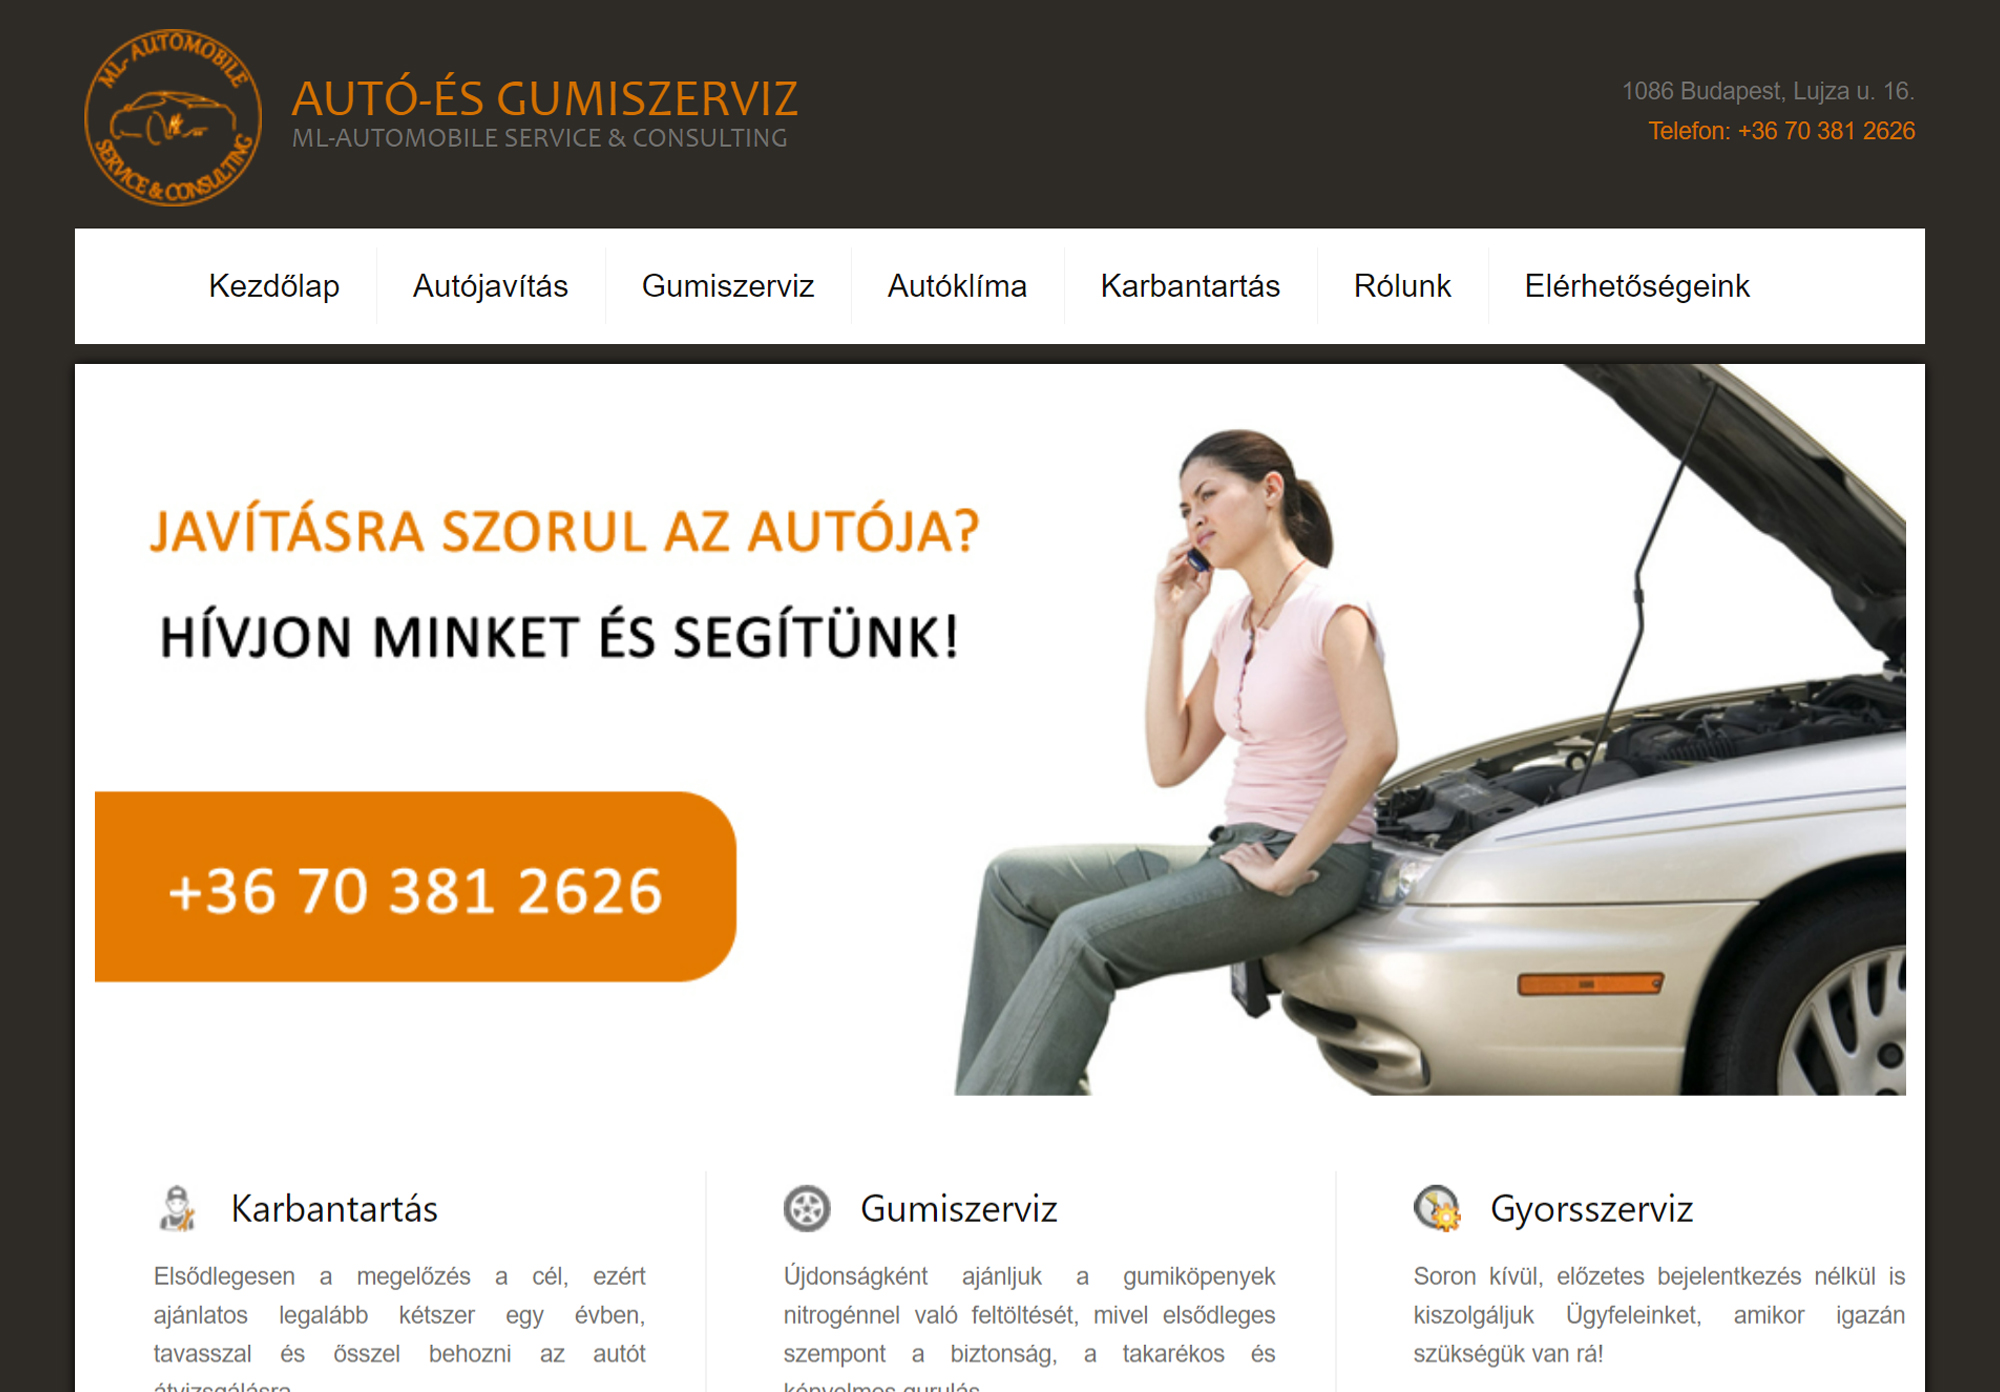 ML-AUTOMOBILE
SERVICE & CONSULTING
AUTÓ-ÉS GUMISZERVIZ
ML-AUTOMOBILE SERVICE & CONSULTING
1086 Budapest, Lujza u. 16.
Telefon: +36 70 381 2626
Kezdőlap Autójavítás Gumiszerviz Autóklíma Karbantartás Rólunk Elérhetőségeink
JAVÍTÁSRA SZORUL AZ AUTÓJA?
HÍVJON MINKET ÉS SEGÍTÜNK!
+36 70 381 2626
Karbantartás
Elsődlegesen a megelőzés a cél, ezért
ajánlatos legalább kétszer egy évben,
tavasszal és ősszel behozni az autót
átvizsgálásra
Gumiszerviz
Újdonságként ajánljuk a gumiköpenyek
nitrogénnel való feltöltését, mivel elsődleges
szempont a biztonság, a takarékos és
kényelmes gurulás
Gyorsszerviz
Soron kívül, előzetes bejelentkezés nélkül is
kiszolgáljuk Ügyfeleinket, amikor igazán
szükségük van rá!